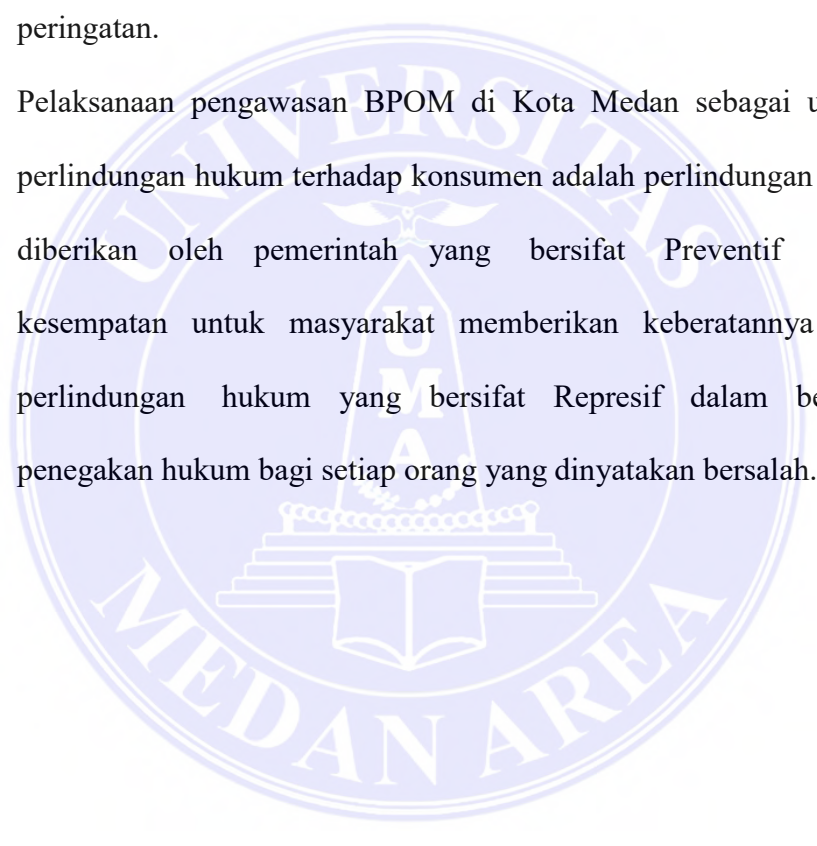 peringatan.
Pelaksanaan pengawasan BPOM di Kota Medan sebagai
perlindungan hukum terhadap konsumen adalah perlindungan
diberikan oleh pemerintah yang bersifat Preventif
kesempatan untuk masyarakat memberikan keberatannya
perlindungan hukum yang bersifat Represif dalam
penegakan hukum bagi setiap orang yang dinyatakan bersalah.
UNIVERSITAS
UMA
MEDAN AREA